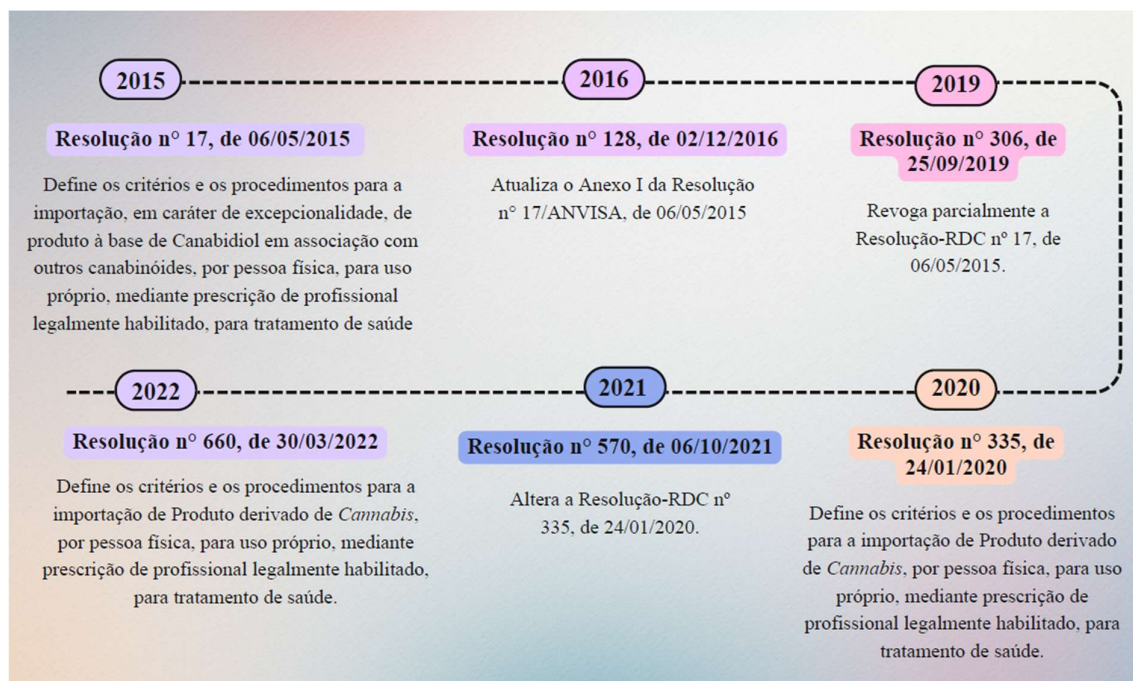 2015
Resolução n° 17, de 06/05/2015
Define os critérios e os procedimentos para a
importação, em caráter de excepcionalidade, de
produto à base de Canabidiol em associação com
outros canabinóides, por pessoa física, para uso
próprio, mediante prescrição de profissional
legalmente habilitado, para tratamento de saúde
2016
Resolução n° 128, de 02/12/2016
Atualiza o Anexo I da Resolução
n° 17/ANVISA, de 06/05/2015
2019
Resolução n° 306, de
25/09/2019
Revoga parcialmente a
Resolução-RDC nº 17, de
06/05/2015.
2020
Resolução n° 335, de
24/01/2020
Define os critérios e os procedimentos
para a importação de Produto derivado
de Cannabis, por pessoa física, para uso
próprio, mediante prescrição de
profissional legalmente habilitado, para
tratamento de saúde.
2021
Resolução n° 570, de 06/10/2021
Altera a Resolução-RDC nº
335, de 24/01/2020.
2022
Resolução n° 660, de 30/03/2022
Define os critérios e os procedimentos para a
importação de Produto derivado de Cannabis,
por pessoa física, para uso próprio, mediante
prescrição de profissional legalmente habilitado,
para tratamento de saúde.